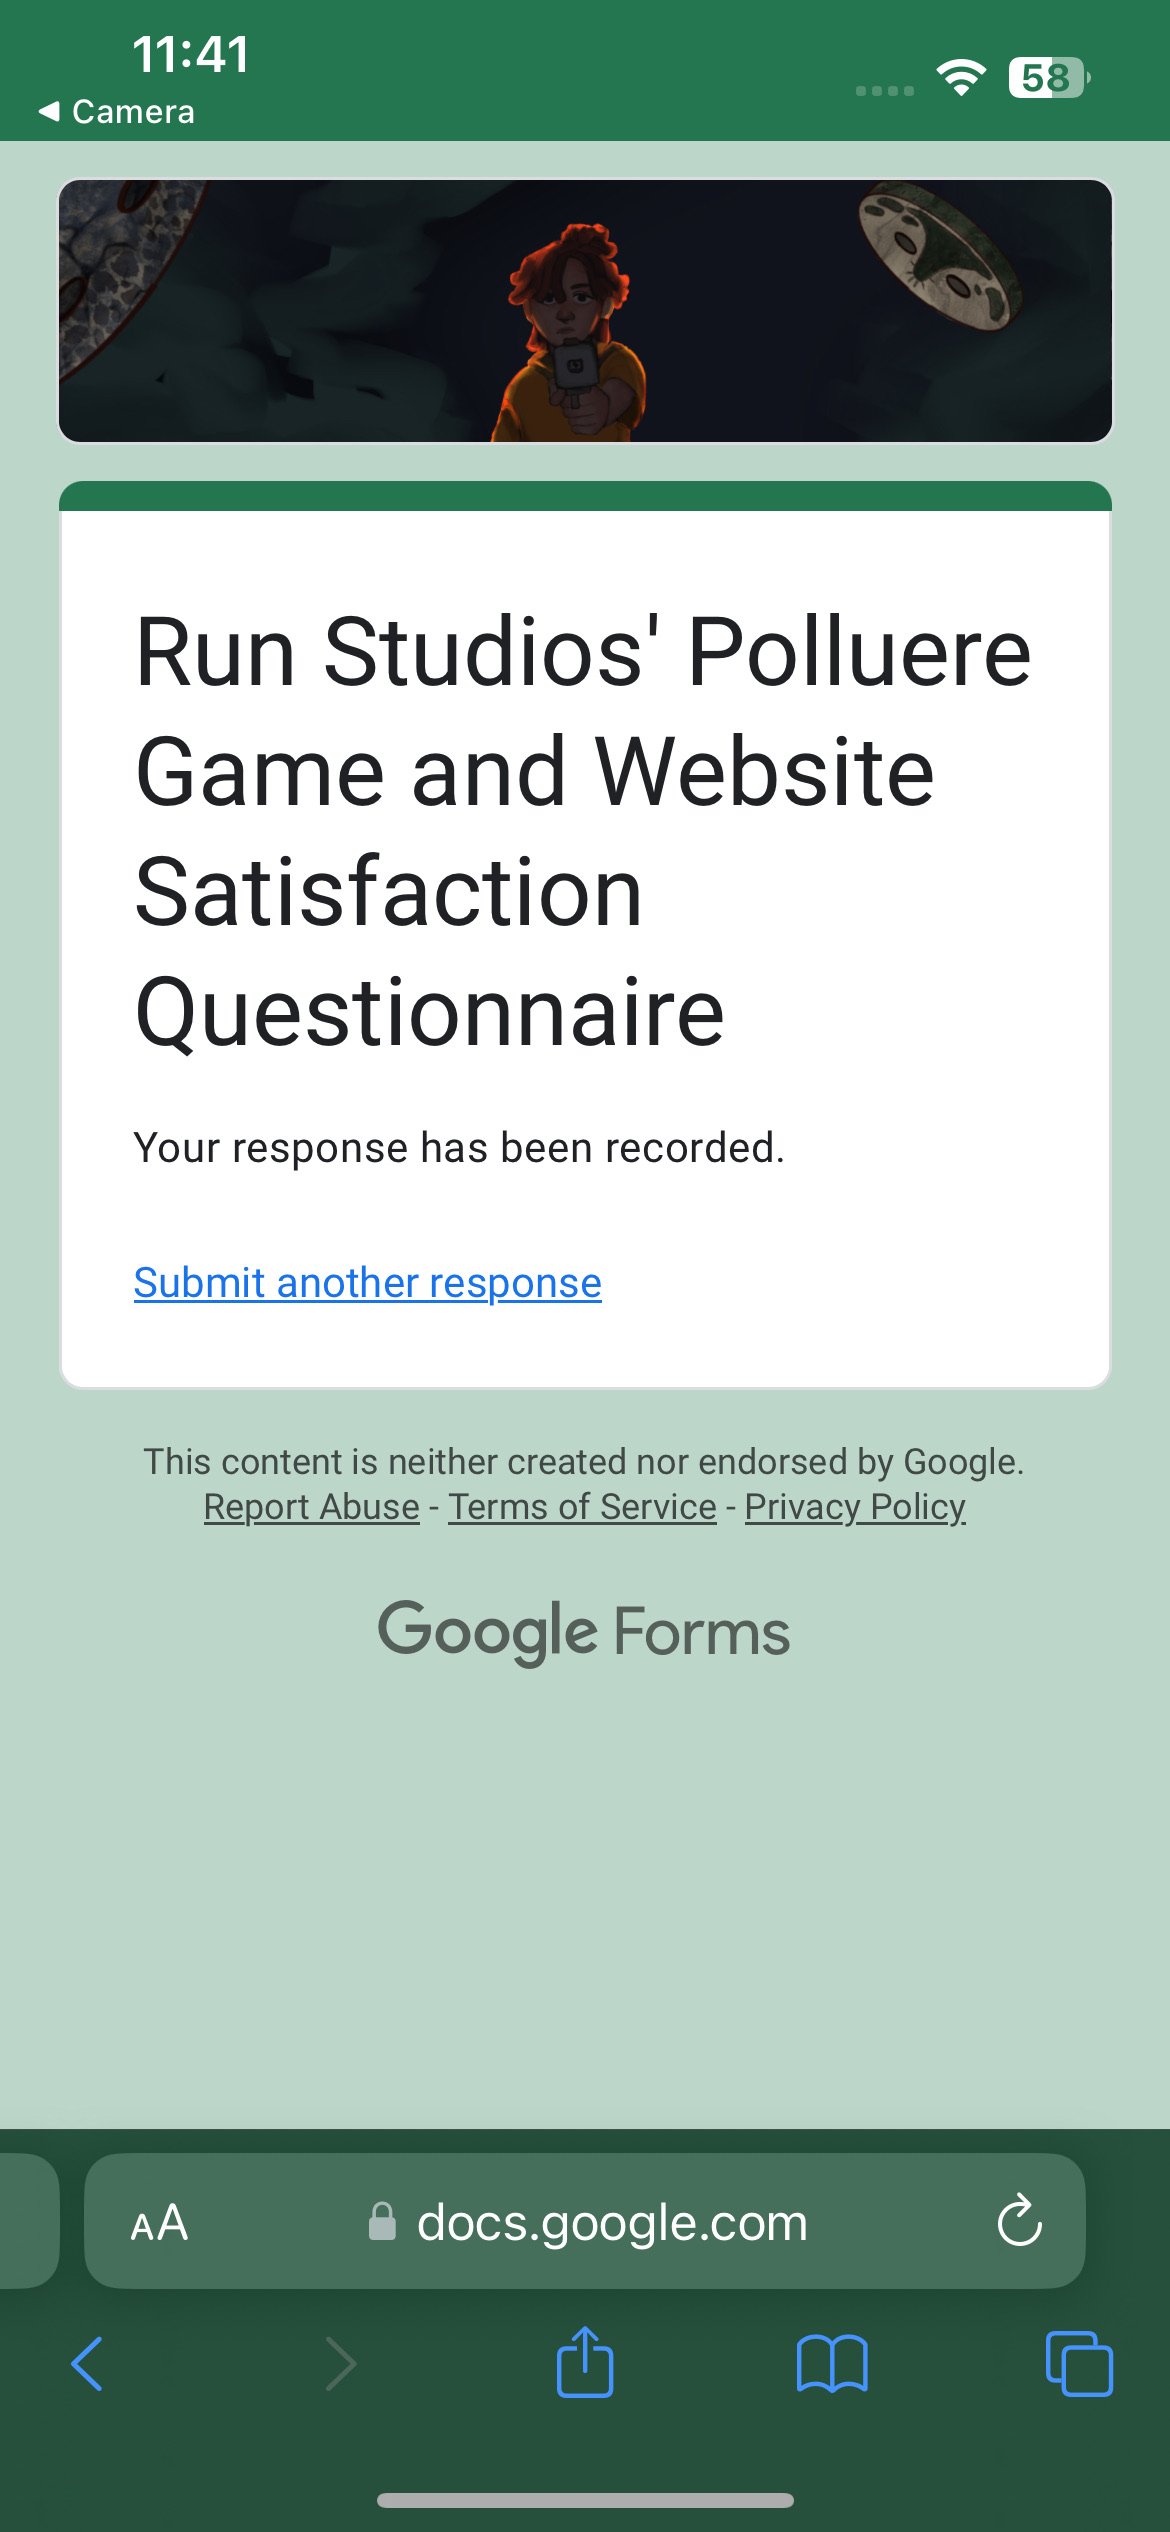 11:41
Camera
58
Run Studios' Polluere
Game and Website
Satisfaction
Questionnaire
Your response has been recorded.
Submit another response
This content is neither created nor endorsed by Google.
Report Abuse - Terms of Service - Privacy Policy
Google Forms
AA docs.google.com